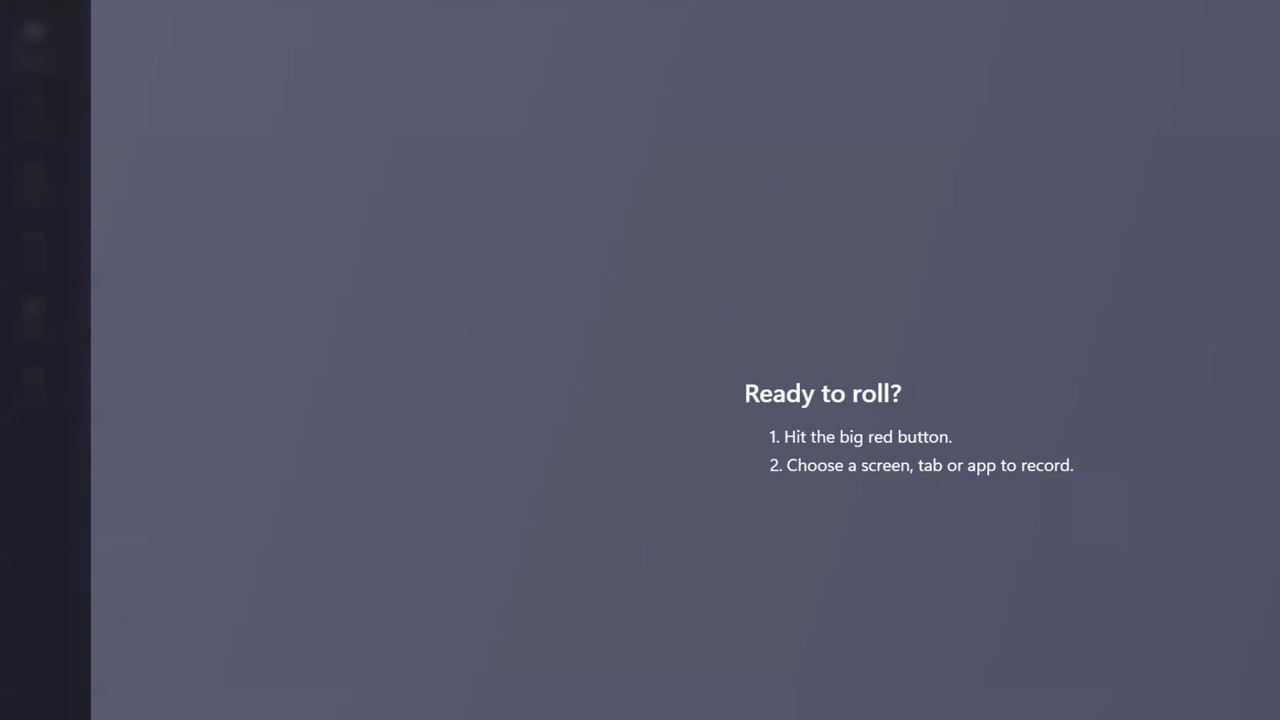 Ready to roll?
1. Hit the big red button.
2. Choose a screen, tab or app to record.